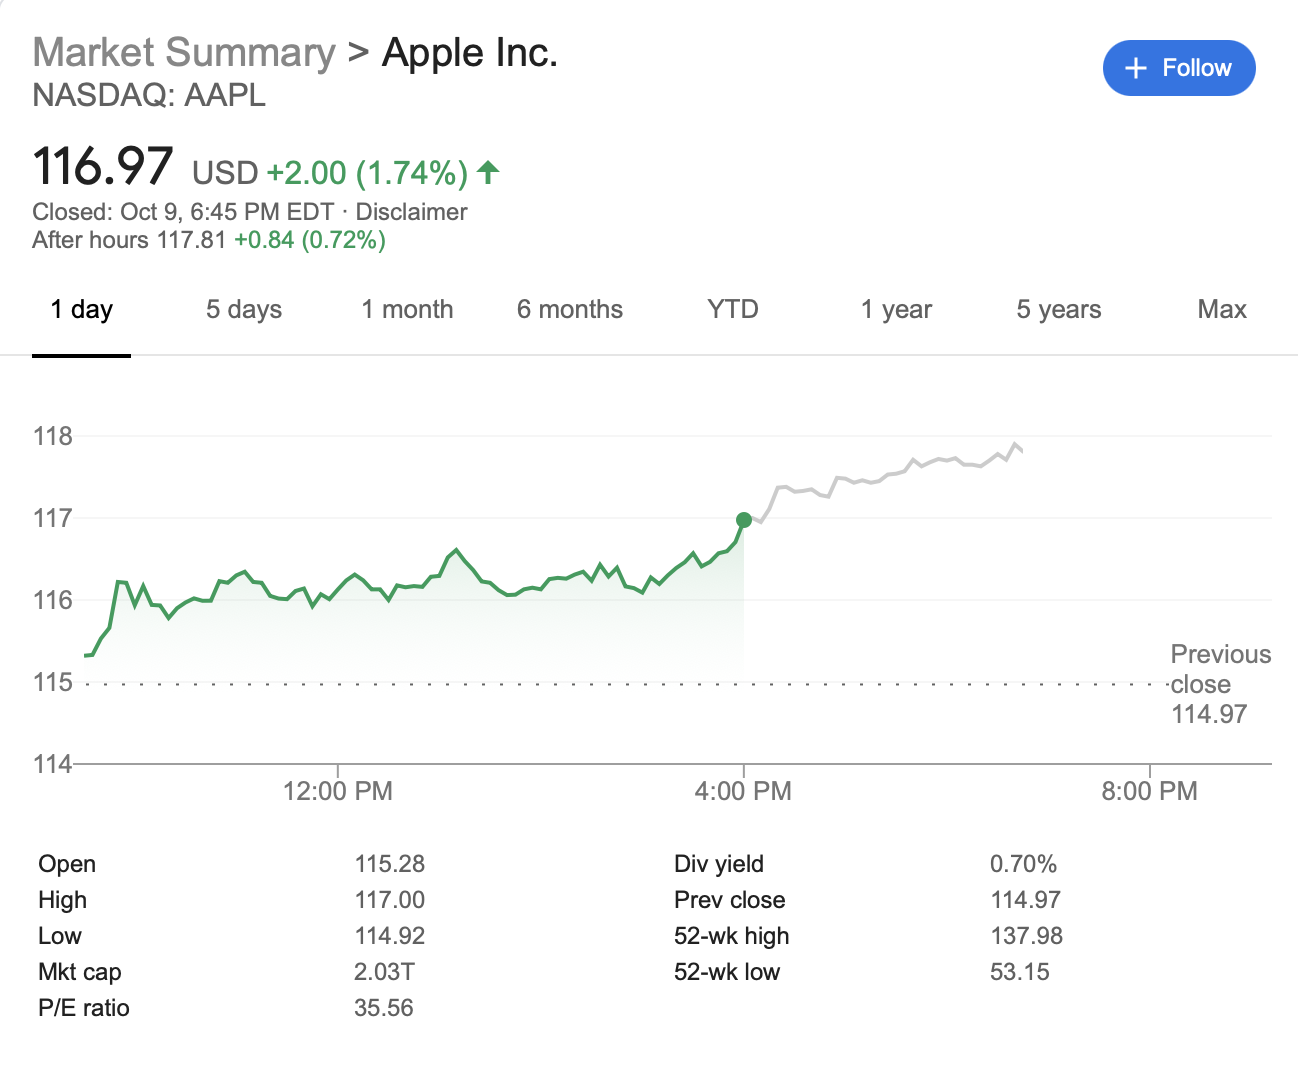 Market Summary > Apple Inc.
NASDAQ: AAPL
+ Follow
116.97 USD +2.00 (1.74%) ↑
Closed: Oct 9, 6:45 PM EDT · Disclaimer
After hours 117.81 +0.84 (0.72%)
1 day 5 days 1 month 6 months YTD 1 year 5 years Max
118
117
116
115
114
Previous
close
114.97
12:00 PM 4:00 PM 8:00 PM
Open 115.28
High 117.00
Low 114.92
Mkt cap 2.03T
P/E ratio 35.56
Div yield 0.70%
Prev close 114.97
52-wk high 137.98
52-wk low 53.15